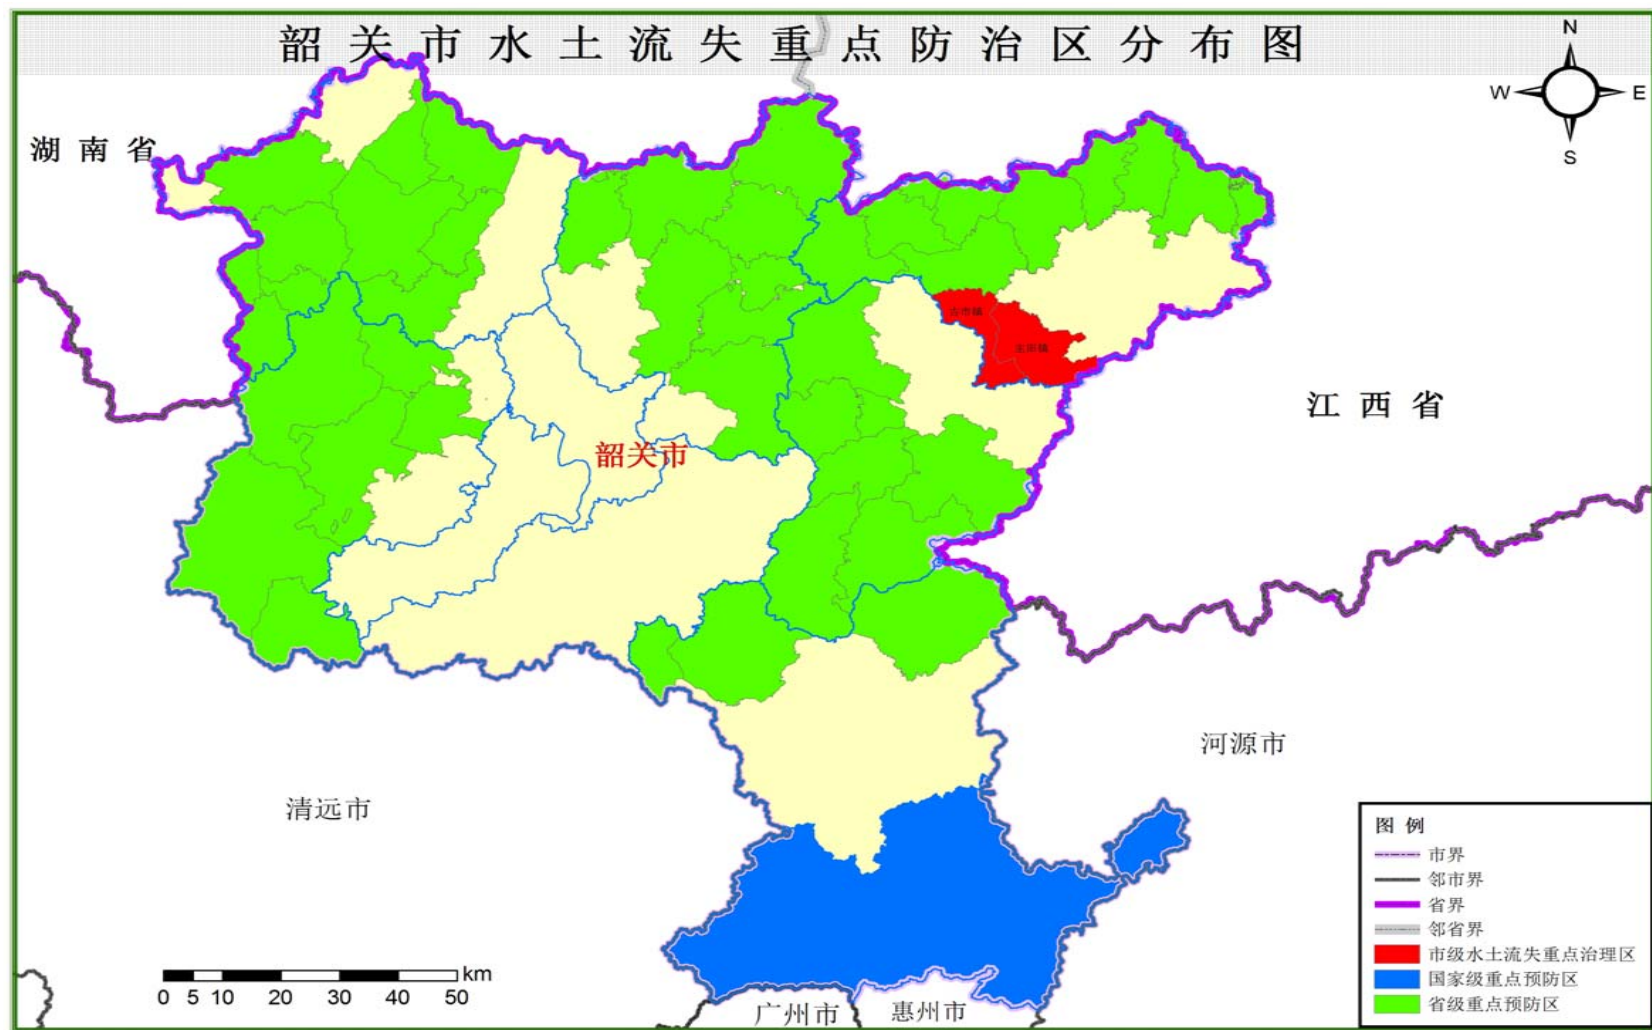 韶关市水土流失重点防治区分布图
N
W
E
S
湖南省
古市镇
江西省
韶关市
河源市
清远市
图例
市界
邻市界
省界
邻省界
市级水土流失重点治理区
国家级重点预防区
省级重点预防区
km
0 5 10 20 30 40 50
广州市
惠州市